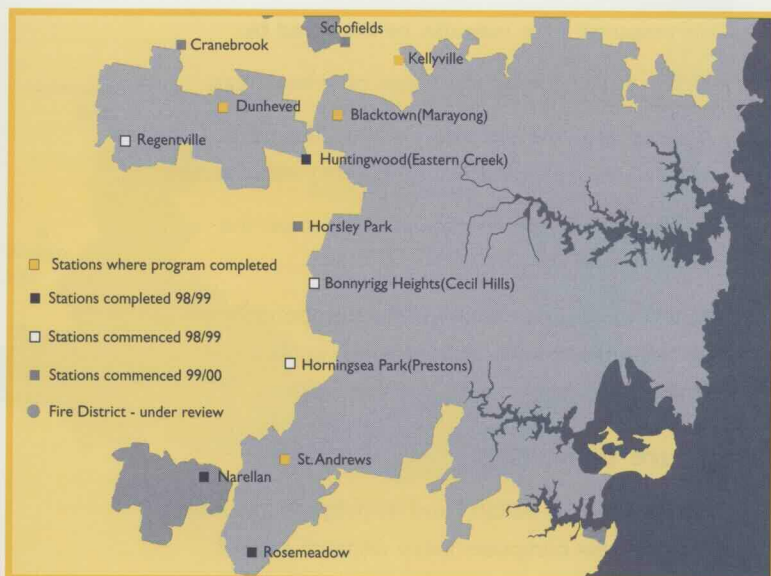 Schofields
Cranebrook
Kellyville
Dunheved
Blacktown(Marayong)
Regentville
Huntingwood(Eastern Creek)
Horsley Park
Stations where program completed
Bonnyrigg Heights(Cecil Hills)
Stations completed 98/99
Stations commenced 98/99
Horningsea Park(Prestons)
Stations commenced 99/00
Fire District - under review
St. Andrews
Narellan
Rosemeadow